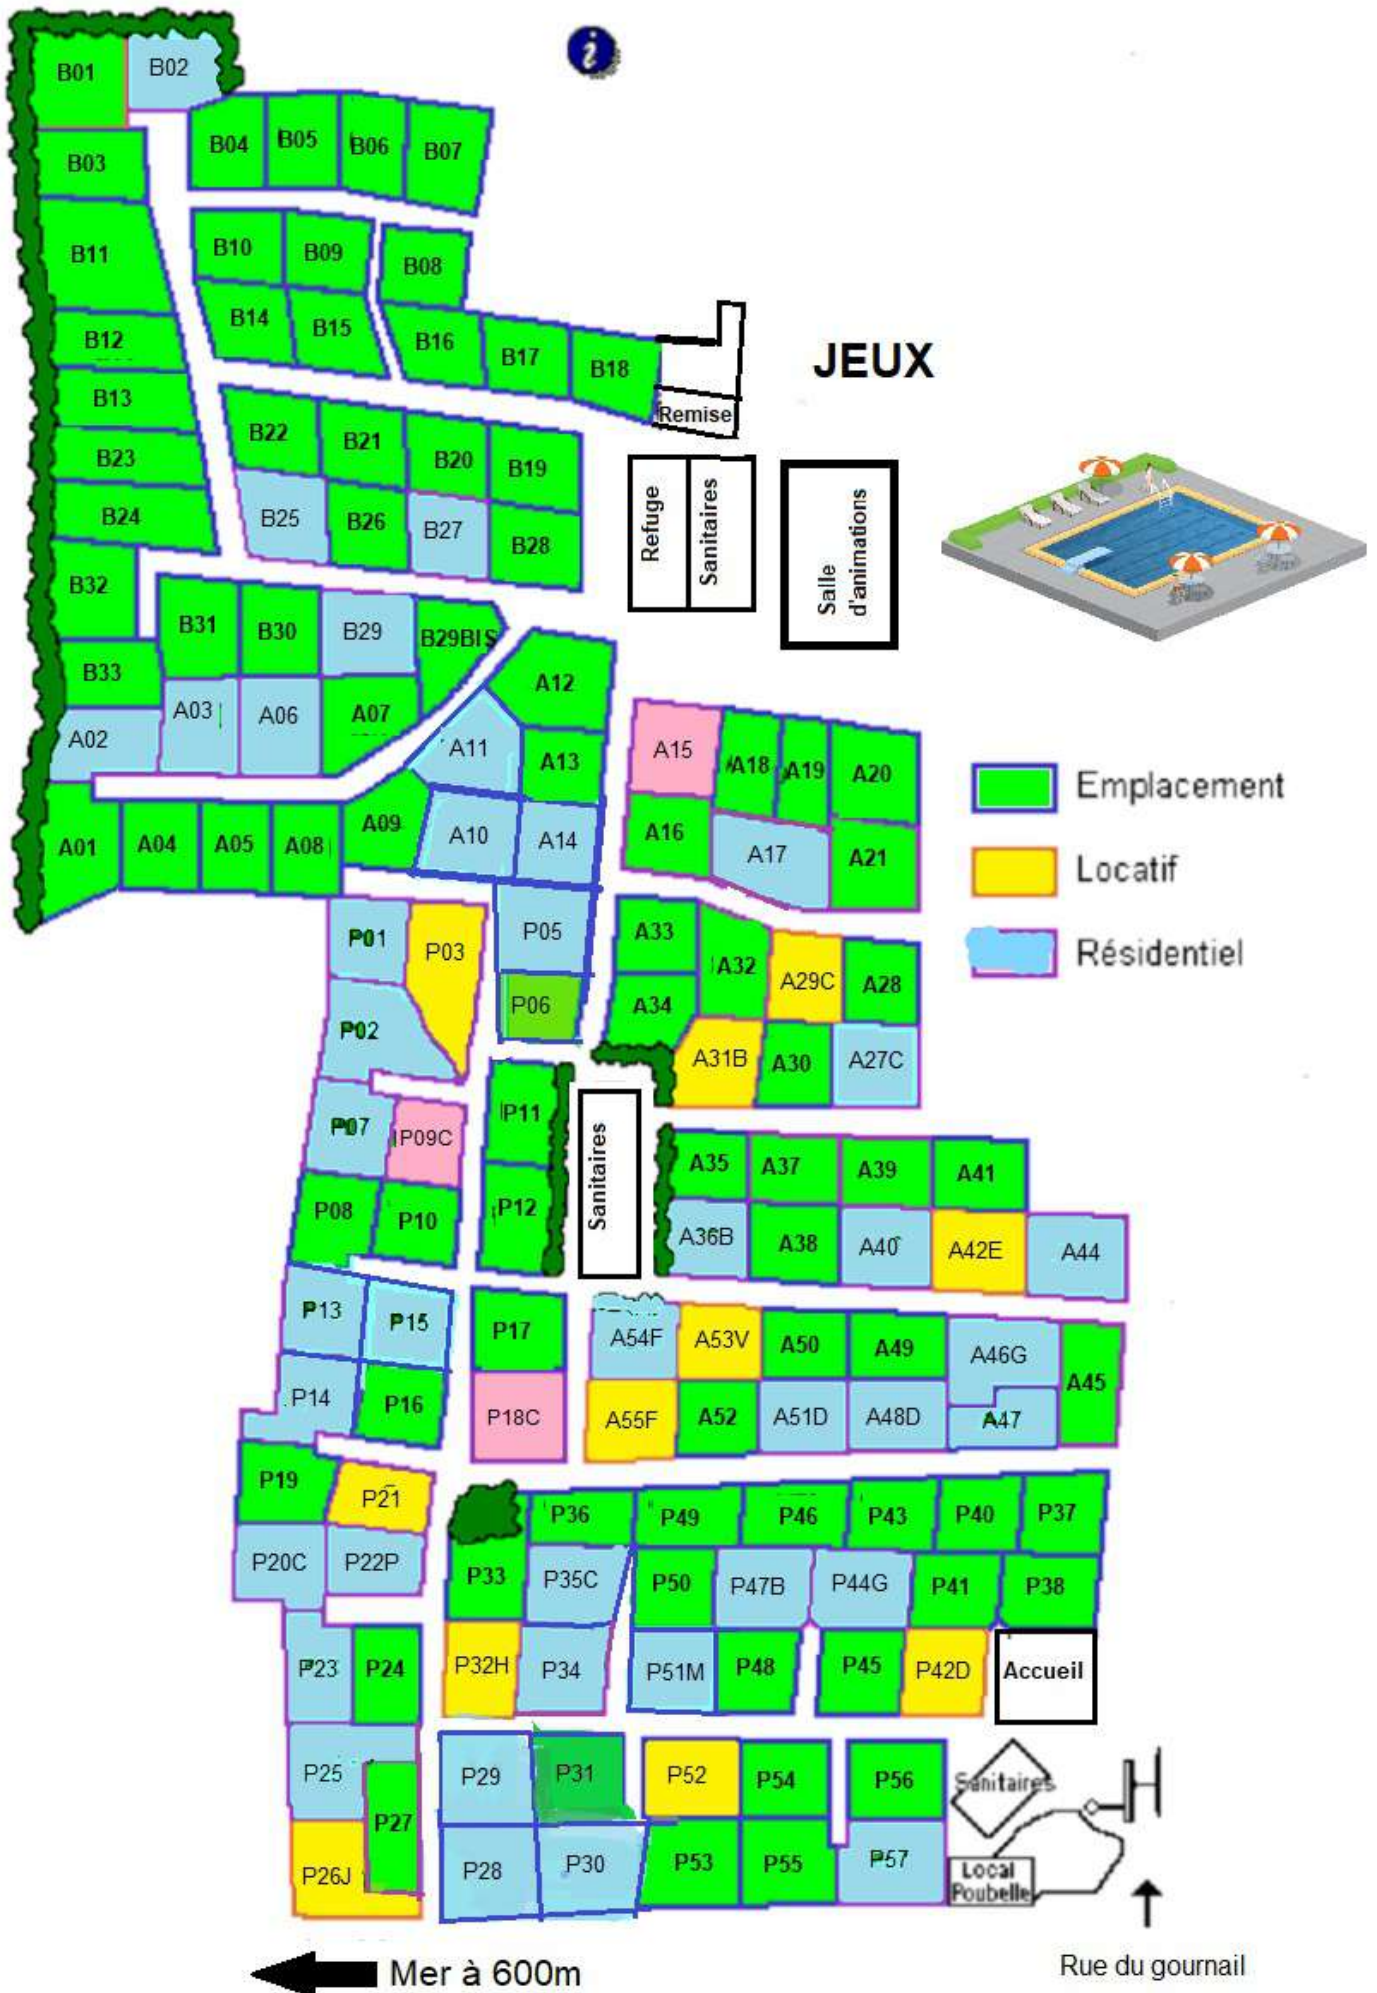 i
B01
B02
B04
B05
B06
B07
B03
B11
B10
B09
B08
B14
B15
B16
B17
B18
B12
B13
JEUX
Remise
B22
B21
B20
B19
B23
B24
B25
B26
B27
B28
Refuge
Sanitaires
Salle
d'animations
B32
B31
B30
B29
B29BIS
B33
A02
A03
A06
A07
A12
A11
A13
A15
A18
A19
A20
Emplacement
A01
A04
A05
A08
A09
A10
A14
A16
A17
A21
Locatif
P01
P03
P05
A33
A32
A29C
A28
Résidentiel
P02
P06
A34
A31B
A30
A27C
P07
P09C
P11
Sanitaires
A35
A37
A39
A41
P08
P10
P12
A36B
A38
A40
A42E
A44
P13
P15
P17
A54F
A53V
A50
A49
A46G
A45
P14
P16
P18C
A55F
A52
A51D
A48D
A47
P19
P21
P36
P49
P46
P43
P40
P37
P20C
P22P
P33
P35C
P50
P47B
P44G
P41
P38
P23
P24
P32H
P34
P51M
P48
P45
P42D
Accueil
P25
P29
P31
P52
P54
P56
Sanitaires
P27
P26J
P28
P30
P53
P55
P57
Local
Poubelle
Mer à 600m
Rue du gournail